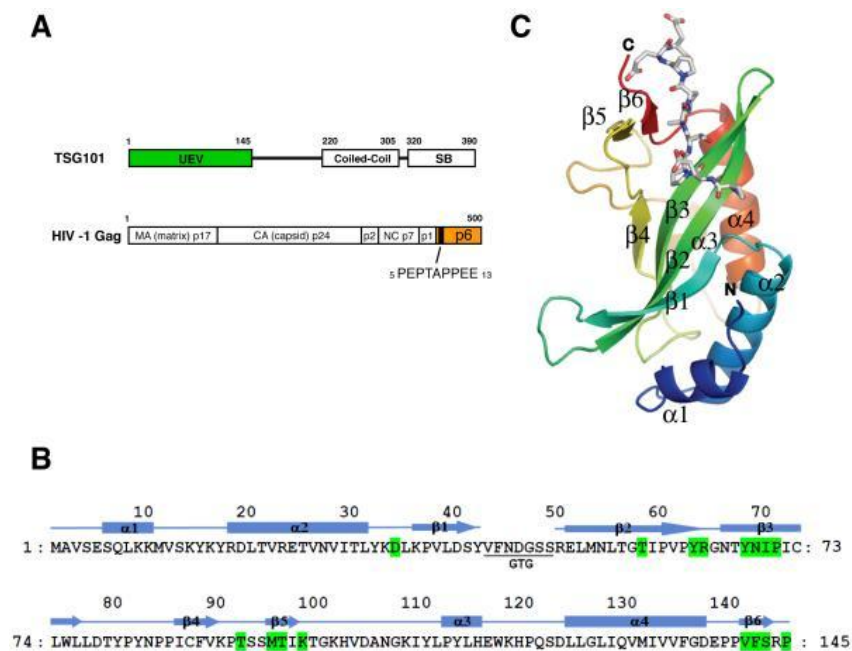 A
TSG101
1 145 220 305 320 390
UEV Coiled-Coil SB
HIV -1 Gag
1 500
MA (matrix) p17 CA (capsid) p24 p2 NC p7 p1 p6
5 PEPTAPPEE 13
C
C
β6
β5
β3
α4
β4
α3
β2
N
α2
β1
α1
B
10 20 30 40 50 60 70
α1 α2 β1 β2 β3
1 : MAVSESQLKKMVSKYKYRDLTVRETVNVITLYKDLKPVLDSYVFNDGSSRELMNLTGTIPVPYRGNTYNIPIC : 73
GTG
80 90 100 110 120 130 140
β4 β5 α3 α4 β6
74 : LWLLDTYPYNPPICFVKPTSSMTIKTGKHVDANGKIYLPYLHEWKHPQSDLLGLIQVMIVVFGDEPPVFSRP : 145